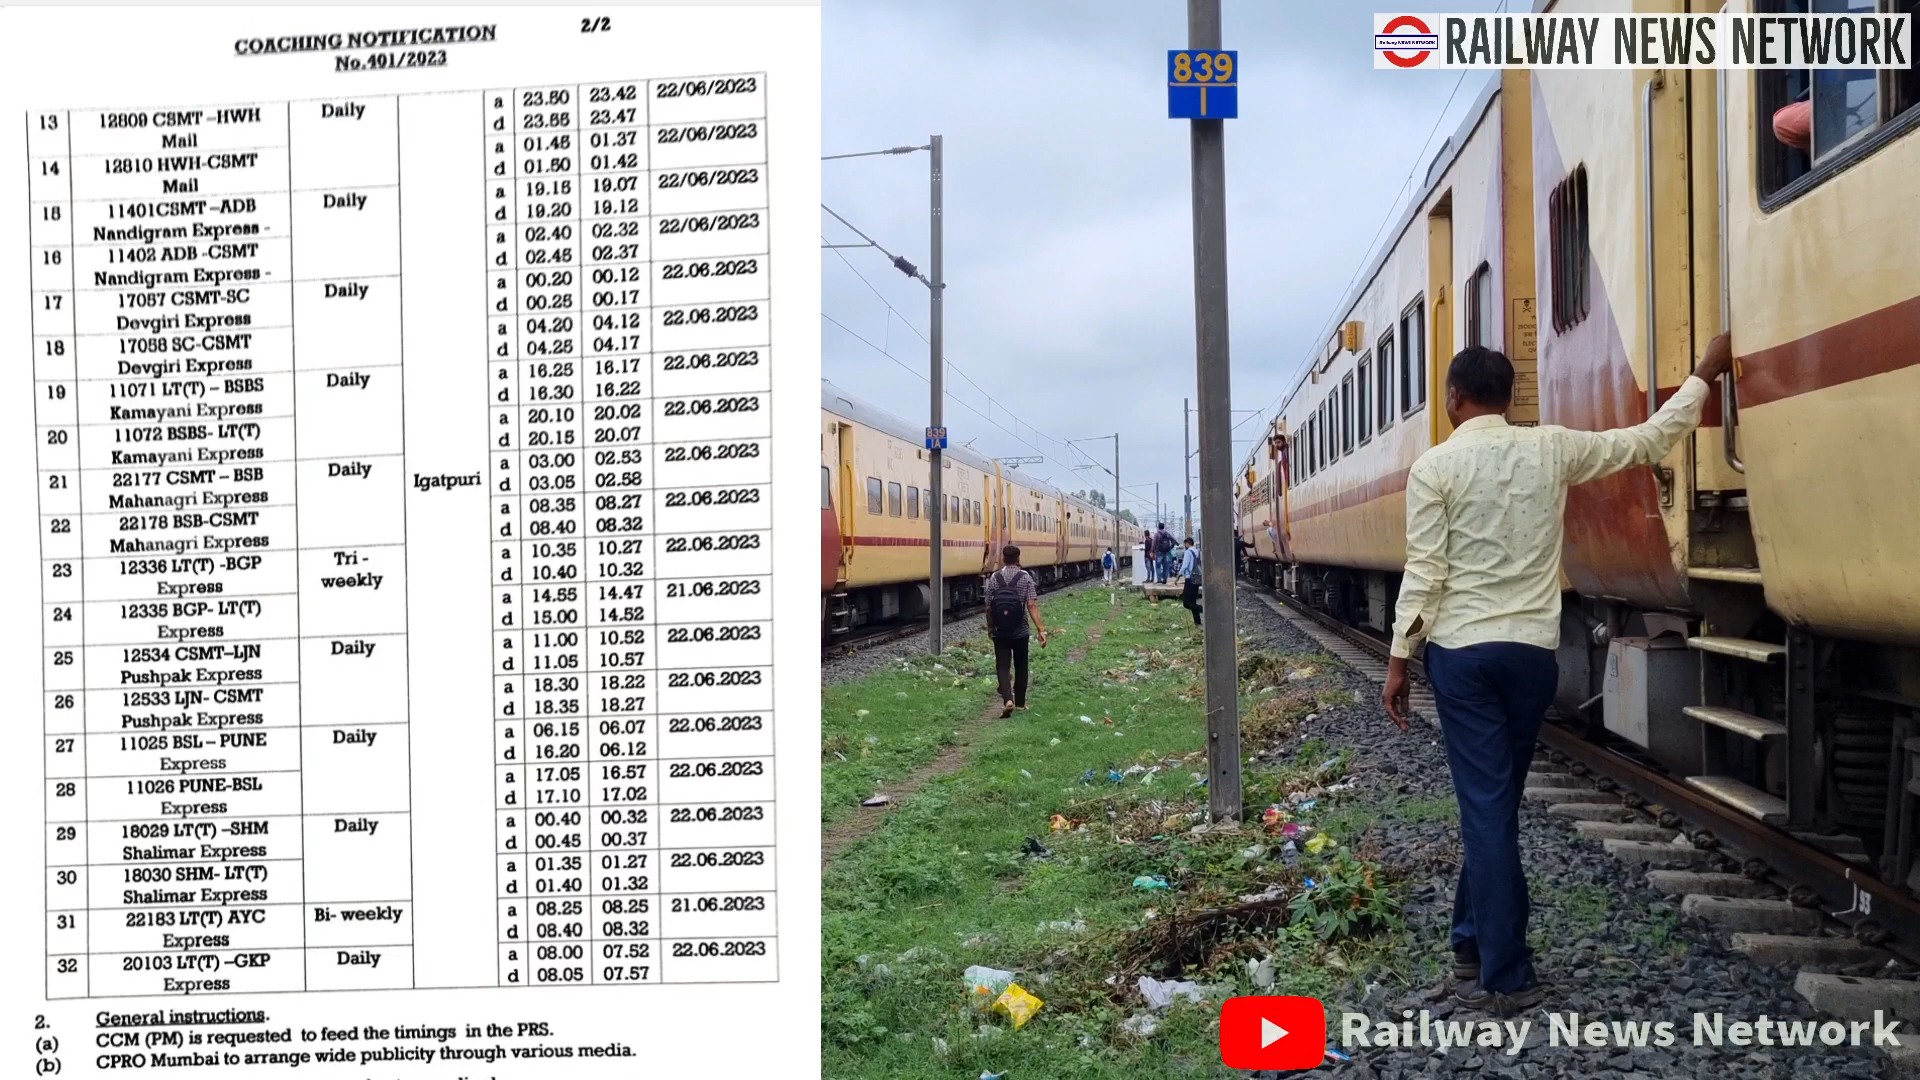 2/2
COACHING NOTIFICATION
No.401/2023
13 12809 CSMT –HWH Mail Daily Igatpuri a 23.50 23.42 22/06/2023
d 23.55 23.47
14 12810 HWH-CSMT Mail a 01.45 01.37 22/06/2023
d 01.50 01.42
15 11401CSMT –ADB Nandigram Express - Daily a 19.15 19.07 22/06/2023
d 19.20 19.12
16 11402 ADB -CSMT Nandigram Express - a 02.40 02.32 22/06/2023
d 02.45 02.37
17 17057 CSMT-SC Devgiri Express Daily a 00.20 00.12 22.06.2023
d 00.25 00.17
18 17058 SC-CSMT Devgiri Express a 04.20 04.12 22.06.2023
d 04.25 04.17
19 11071 LT(T) – BSBS Kamayani Express Daily a 16.25 16.17 22.06.2023
d 16.30 16.22
20 11072 BSBS- LT(T) Kamayani Express a 20.10 20.02 22.06.2023
d 20.15 20.07
21 22177 CSMT – BSB Mahanagri Express Daily a 03.00 02.53 22.06.2023
d 03.05 02.58
22 22178 BSB-CSMT Mahanagri Express a 08.35 08.27 22.06.2023
d 08.40 08.32
23 12336 LT(T) -BGP Express Tri - weekly a 10.35 10.27 22.06.2023
d 10.40 10.32
24 12335 BGP- LT(T) Express a 14.55 14.47 21.06.2023
d 15.00 14.52
25 12534 CSMT–LJN Pushpak Express Daily a 11.00 10.52 22.06.2023
d 11.05 10.57
26 12533 LJN- CSMT Pushpak Express a 18.30 18.22 22.06.2023
d 18.35 18.27
27 11025 BSL – PUNE Express Daily a 06.15 06.07 22.06.2023
d 16.20 06.12
28 11026 PUNE-BSL Express a 17.05 16.57 22.06.2023
d 17.10 17.02
29 18029 LT(T) –SHM Shalimar Express Daily a 00.40 00.32 22.06.2023
d 00.45 00.37
30 18030 SHM- LT(T) Shalimar Express a 01.35 01.27 22.06.2023
d 01.40 01.32
31 22183 LT(T) AYC Express Bi- weekly a 08.25 08.25 21.06.2023
d 08.40 08.32
32 20103 LT(T) –GKP Express Daily a 08.00 07.52 22.06.2023
d 08.05 07.57
2. General instructions.
(a) CCM (PM) is requested to feed the timings in the PRS.
(b) CPRO Mumbai to arrange wide publicity through various media.
RAILWAY NEWS NETWORK
Railway NEWS NETWORK
839
1
839
1A
93
Railway News Network